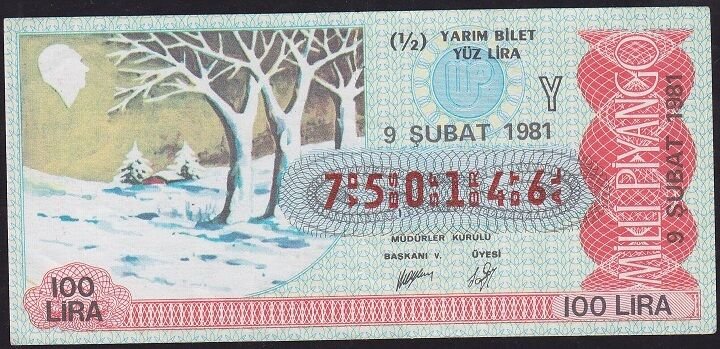 (½) YARIM BİLET
YÜZ LİRA
MP
Y
9 ŞUBAT 1981
7 5 0 1 4 6
MÜDÜRLER KURULU
BAŞKANI V. ÜYESİ
100
LİRA
100 LİRA
MİLLİ PİYANGO
9 ŞUBAT 1981